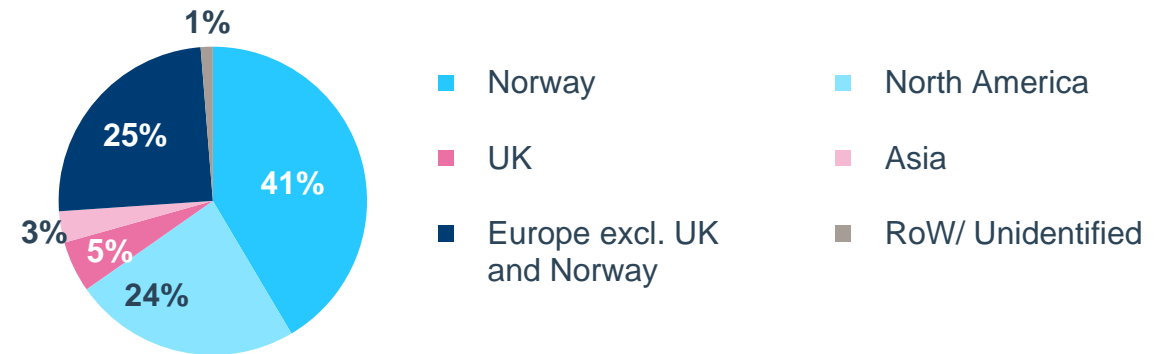 1%
25%
41%
3%
5%
24%
Norway
North America
UK
Asia
Europe excl. UK
and Norway
RoW/ Unidentified